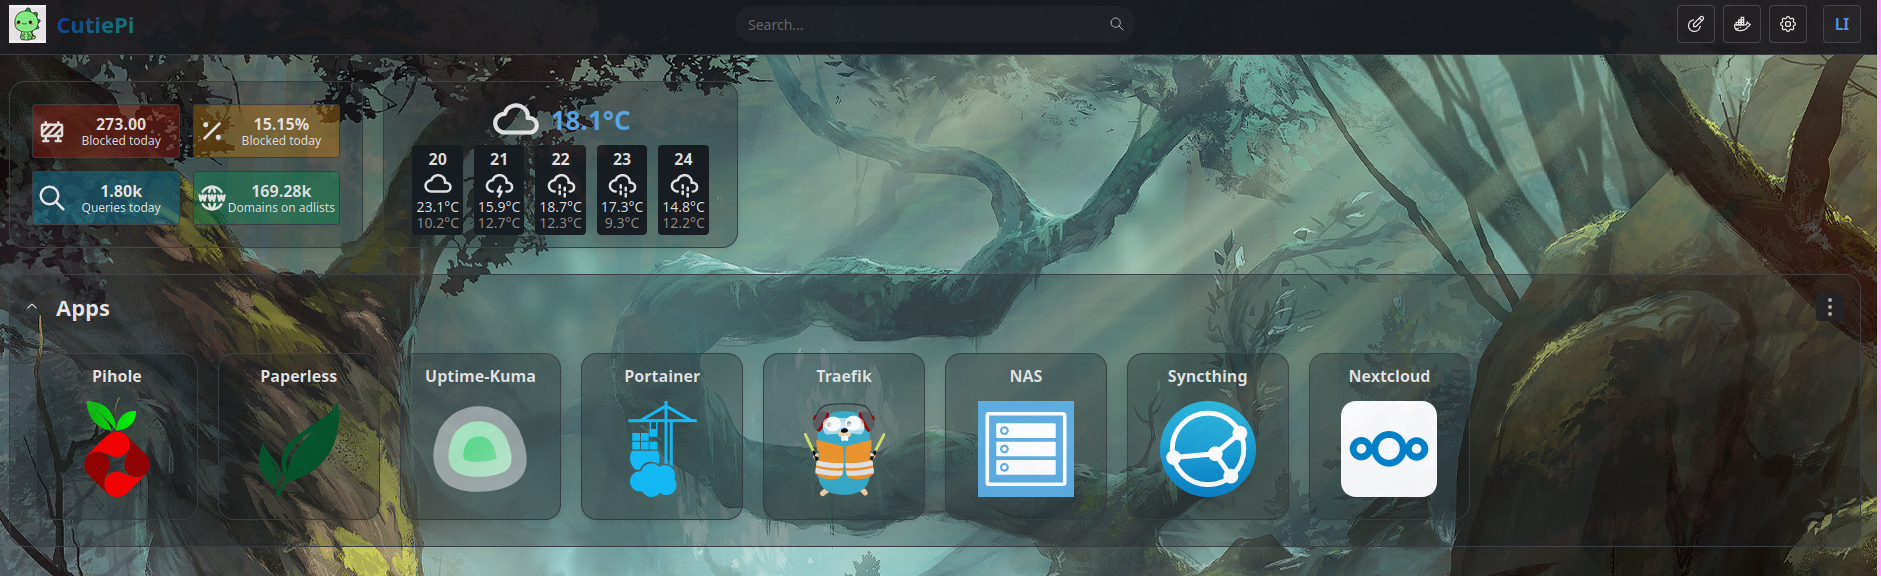 CutiePi
Search...
LI
273.00
Blocked today
15.15%
Blocked today
1.80k
Queries today
WWW
169.28k
Domains on adlists
18.1°C
20
21
22
23
24
23.1°C
15.9°C
18.7°C
17.3°C
14.8°C
10.2°C
12.7°C
12.3°C
9.3°C
12.2°C
Apps
Pihole
Paperless
Uptime-Kuma
Portainer
Traefik
NAS
Syncthing
Nextcloud